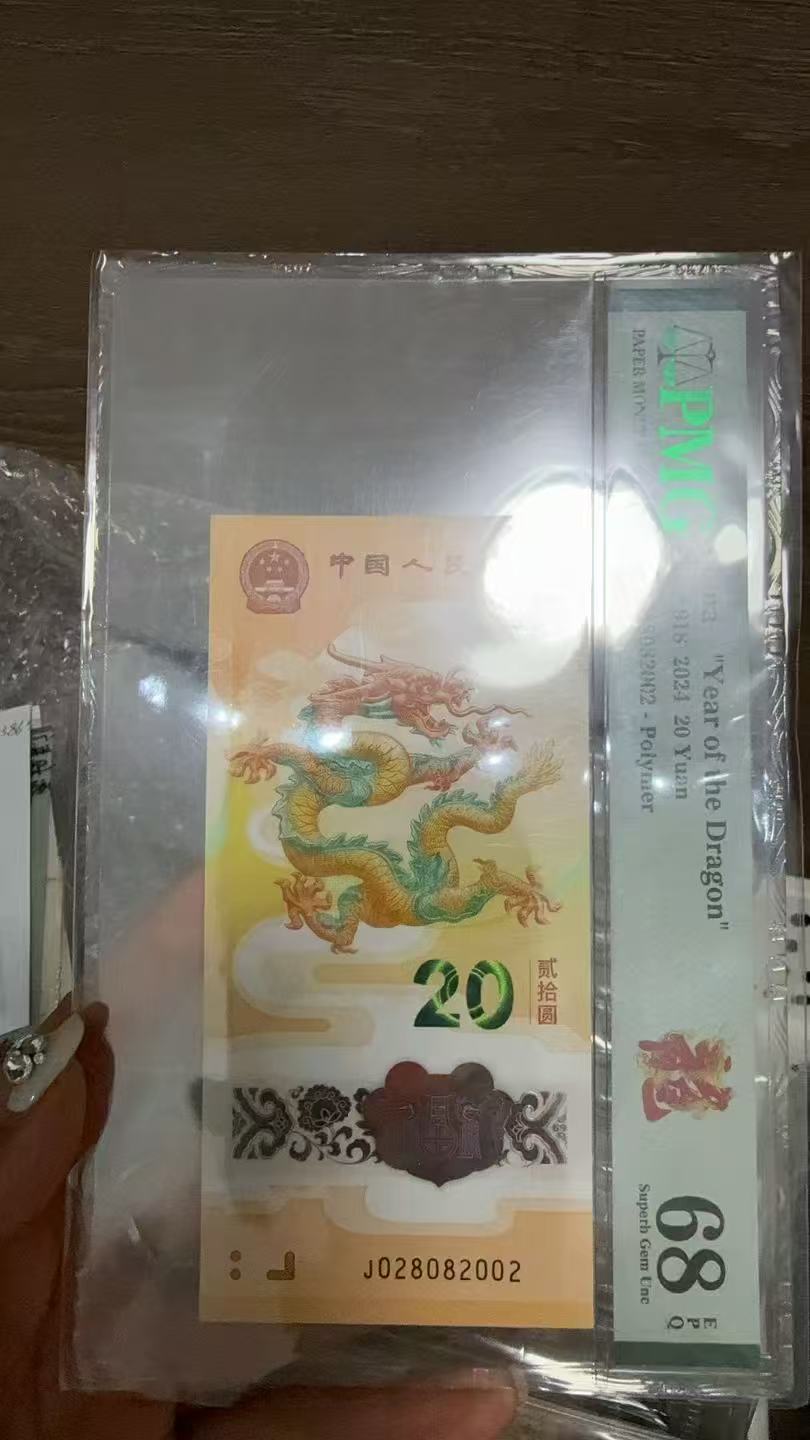 中国人民
20
贰拾圆
J028082002
PMG
PAPER MONEY
"Year of the Dragon"
2024 20 Yuan
8082002 - Polymer
68
EPQ
Superb Gem Unc